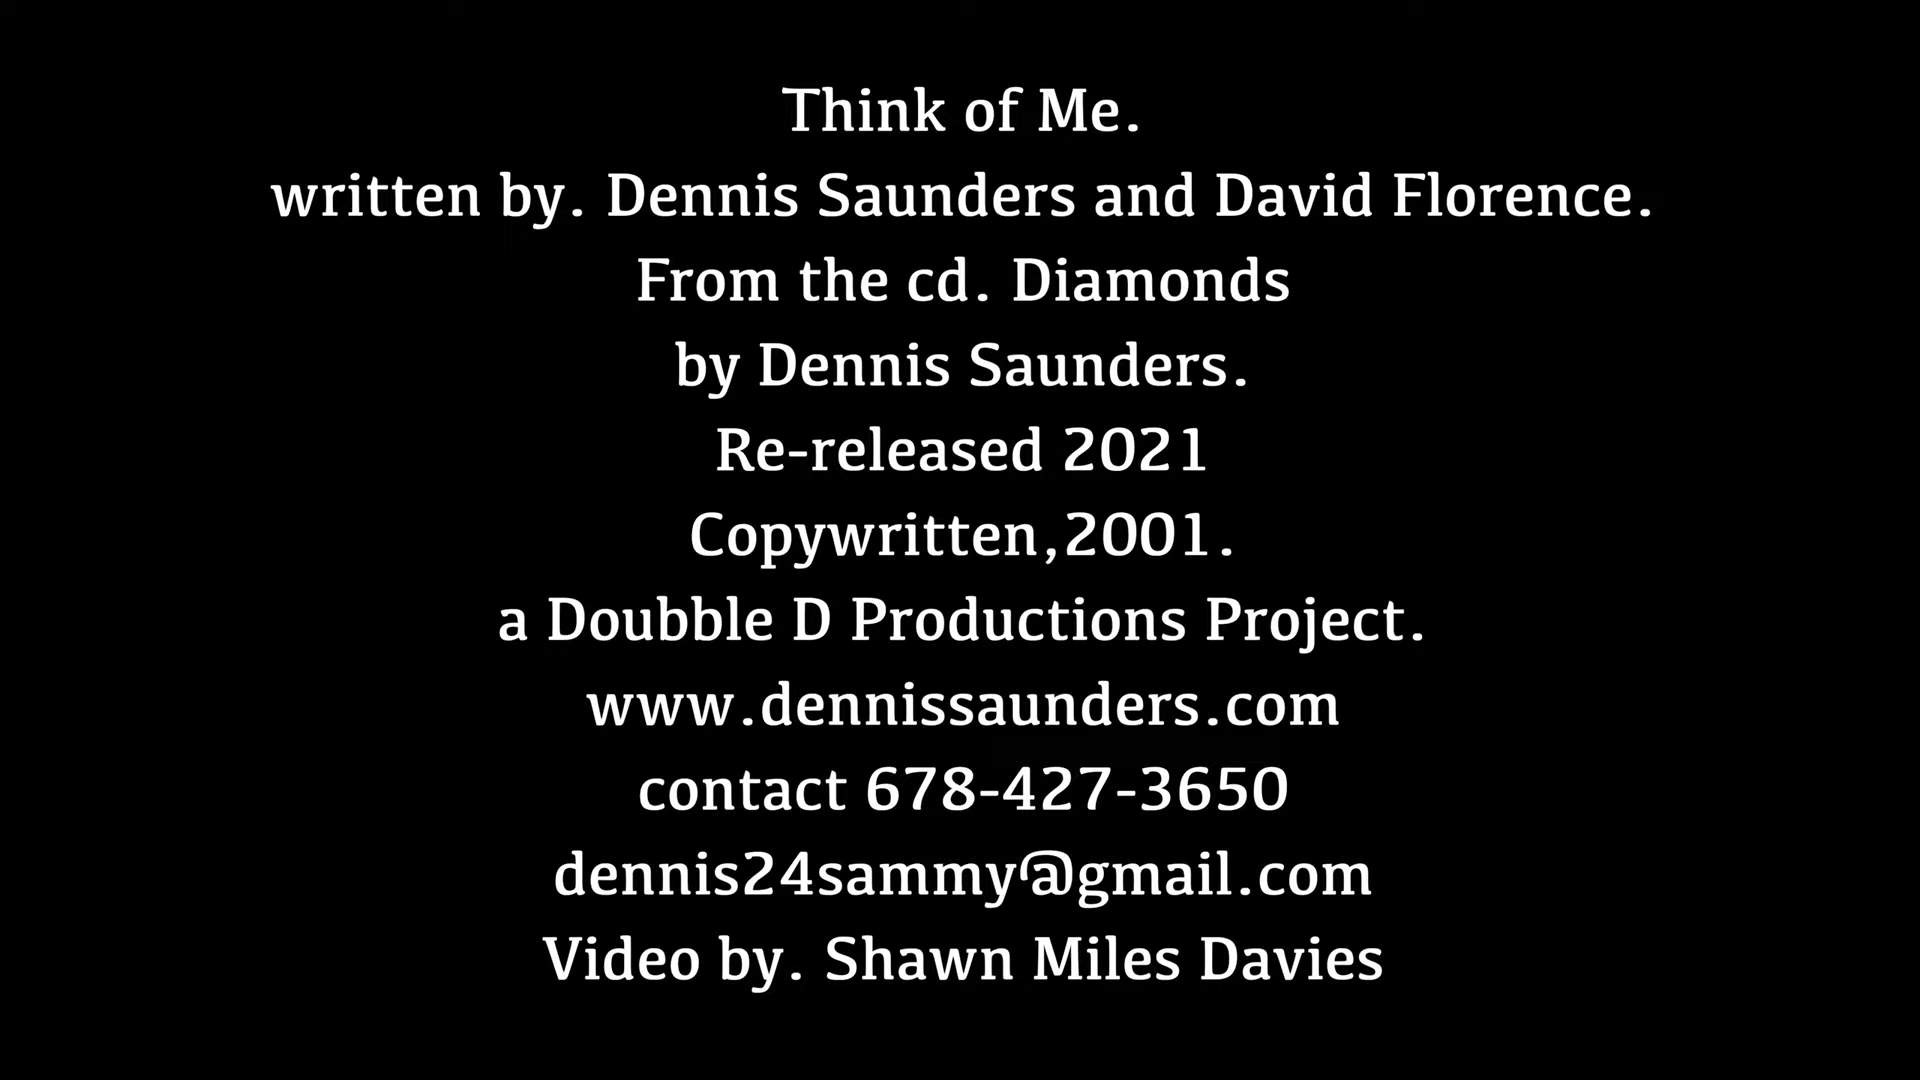 Think of Me.
written by. Dennis Saunders and David Florence.
From the cd. Diamonds
by Dennis Saunders.
Re-released 2021
Copywritten,2001.
a Doubble D Productions Project.
www.dennissaunders.com
contact 678-427-3650
dennis24sammy@gmail.com
Video by. Shawn Miles Davies